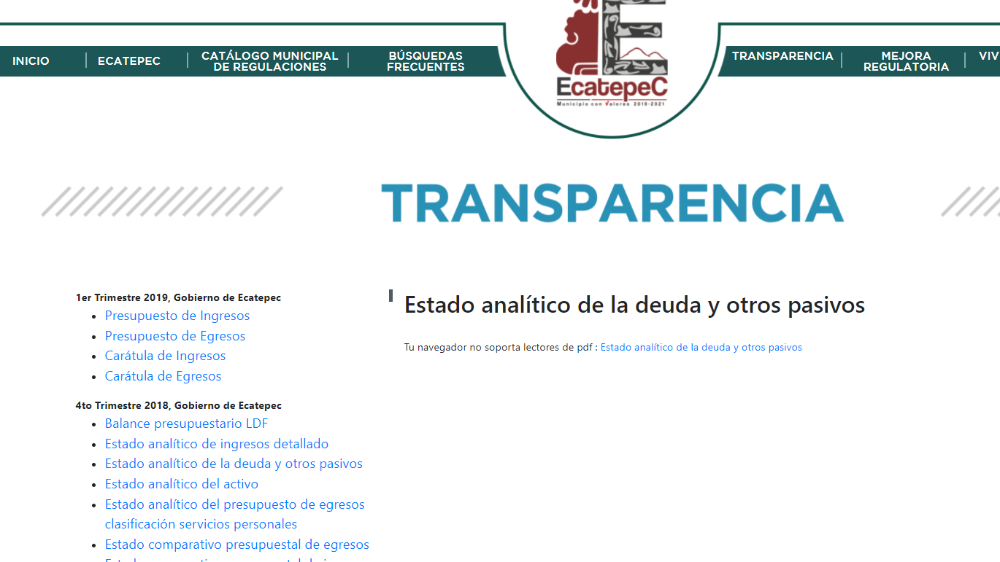 INICIO
ECATEPEC
CATÁLOGO MUNICIPAL
DE REGULACIONES
BÚSQUEDAS
FRECUENTES
EcatepeC
Municipio con Valores 2019-2021
TRANSPARENCIA
MEJORA
REGULATORIA
VIV
TRANSPARENCIA
1er Trimestre 2019, Gobierno de Ecatepec
Presupuesto de Ingresos
Presupuesto de Egresos
Carátula de Ingresos
Carátula de Egresos
4to Trimestre 2018, Gobierno de Ecatepec
Balance presupuestario LDF
Estado analítico de ingresos detallado
Estado analítico de la deuda y otros pasivos
Estado analítico del activo
Estado analítico del presupuesto de egresos
clasificación servicios personales
Estado comparativo presupuestal de egresos
Estado analítico de la deuda y otros pasivos
Tu navegador no soporta lectores de pdf : Estado analítico de la deuda y otros pasivos